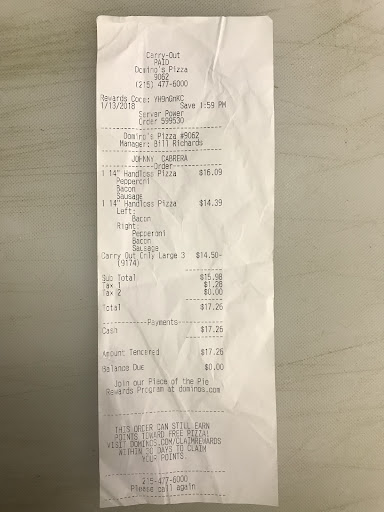 Carry-Out
PAID
Domino's Pizza
9062
(215) 477-6000
Rewards Code: YH9nGnKC
1/13/2018 Save 1:59 PM
Server Power
Order 599530
Domino's Pizza #9062
Manager: Bill Richards
JOHNNY CABRERA
Order
1 14" HandToss Pizza $16.09
Pepperoni
Bacon
Sausage
1 14" HandToss Pizza $14.39
Left:
Bacon
Right:
Pepperoni
Bacon
Sausage
Carry Out Only Large 3 $14.50-
(9174)
Sub Total $15.98
Tax 1 $1.28
Tax 2 $0.00
Total $17.26
Payments
Cash $17.26
Amount Tendered $17.26
Balance Due $0.00
Join our Piece of the Pie
Rewards Program at dominos.com
THIS ORDER CAN STILL EARN
POINTS TOWARD FREE PIZZA!
VISIT DOMINOS.COM/CLAIMREWARDS
WITHIN 30 DAYS TO CLAIM
YOUR POINTS.
215-477-6000
Please call again